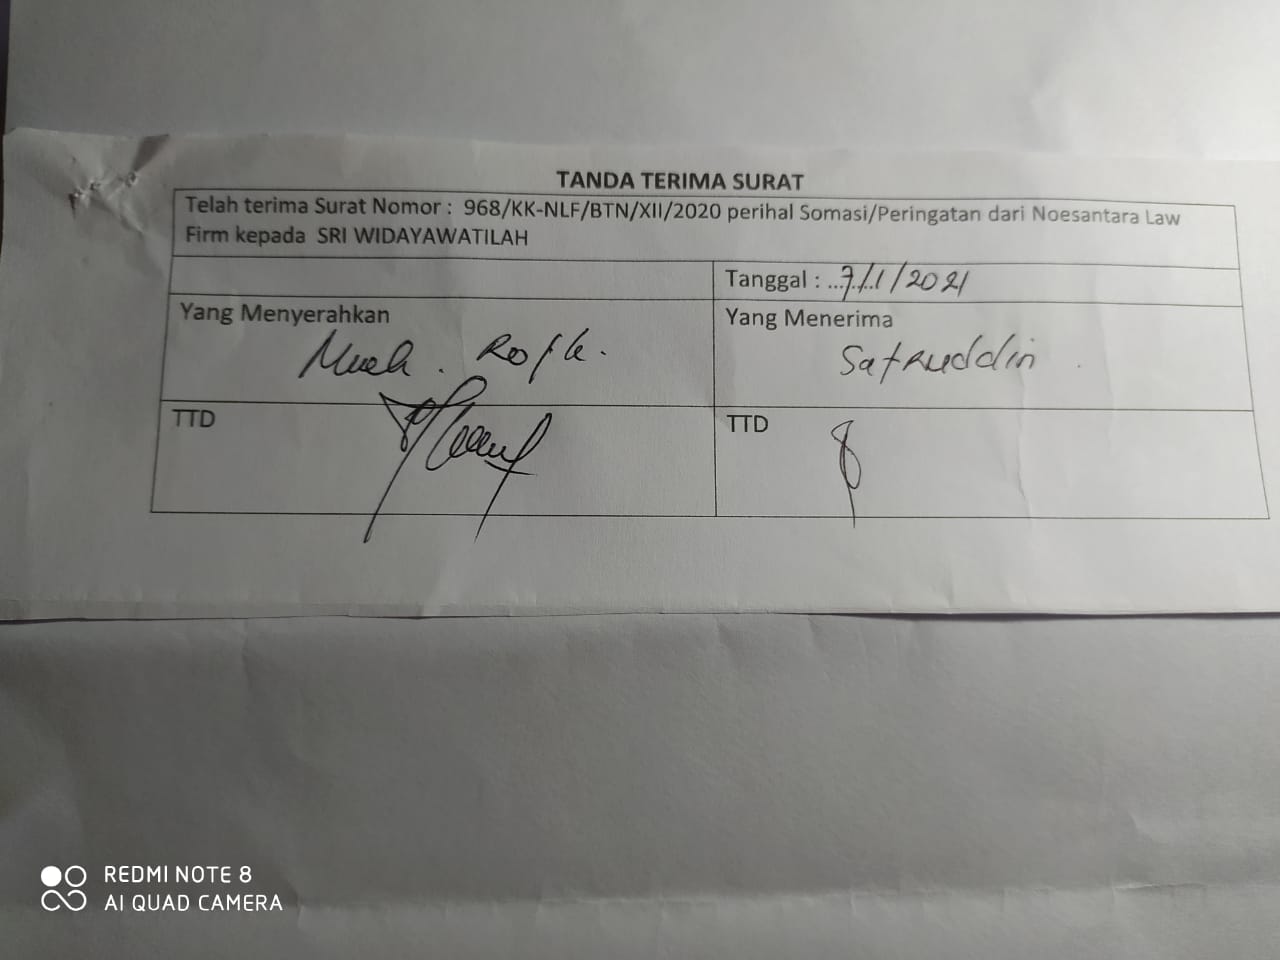 TANDA TERIMA SURAT
Telah terima Surat Nomor : 968/KK-NLF/BTN/XII/2020 perihal Somasi/Peringatan dari Noesantara Law
Firm kepada SRI WIDAYAWATILAH
Tanggal : ...7/1/2021
Yang Menyerahkan
Yang Menerima
Much. Rofk.
Safruddin
TTD
TTD
REDMI NOTE 8
AI QUAD CAMERA